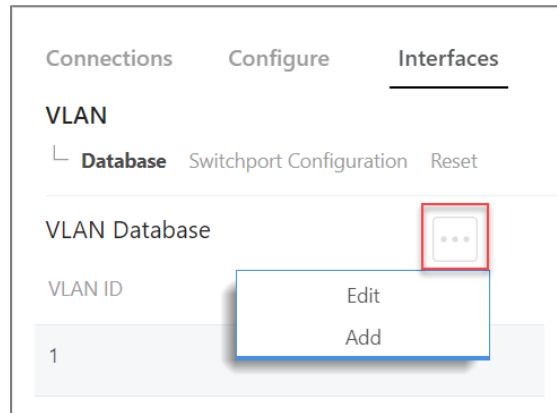 Connections Configure Interfaces
VLAN
Database Switchport Configuration Reset
VLAN Database
VLAN ID
Edit
Add
1